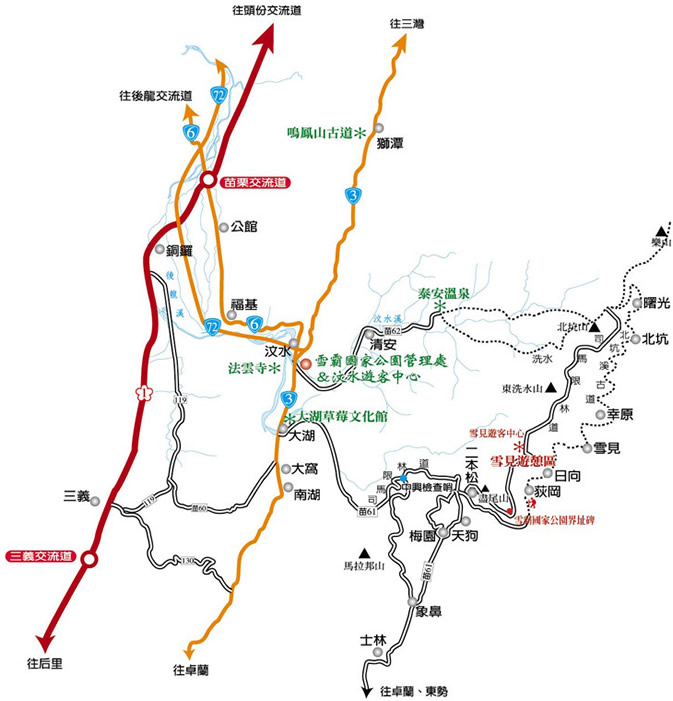 往頭份交流道
往三灣
72
往後龍交流道
6
鳴鳳山古道
獅潭
苗栗交流道
3
公館
樂山
銅鑼
後龍溪
泰安溫泉
曙光
福基
汶水溪
72
6
苗62
清安
北坑山
北坑
汶水
洗水
司馬限林道
北坑溪古道
法雲寺
雪霸國家公園管理處
&汶水遊客中心
東洗水山
1
119
3
大湖草莓文化館
幸原
大湖
雪見遊客中心
雪見
二本松
雪見遊憩區
大窩
司馬限林道
日向
中興檢查哨
三義
南湖
盡尾山
荻岡
119
苗60
苗61
雪霸國家公園界址碑
梅園
天狗
三義交流道
130
馬拉邦山
苗61
象鼻
士林
往后里
往卓蘭
往卓蘭、東勢